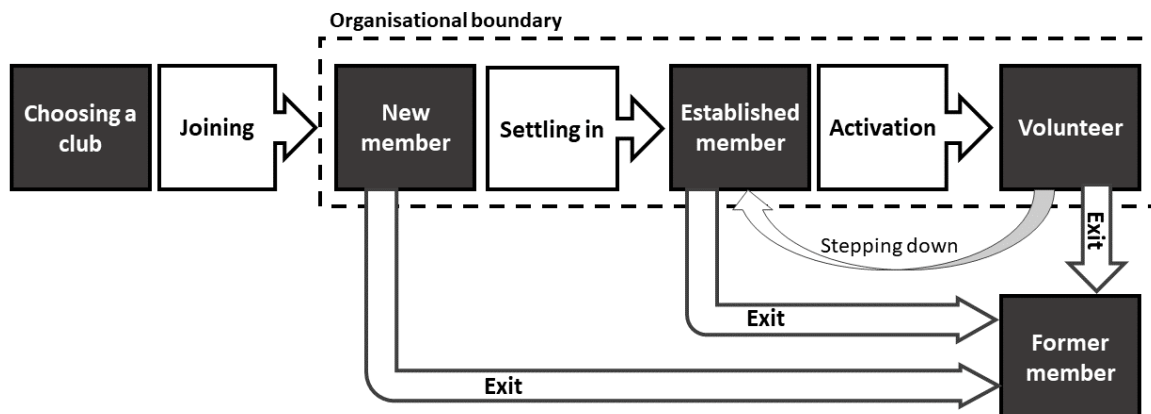 Organisational boundary
Choosing a
club
Joining
New
member
Settling in
Established
member
Activation
Volunteer
Stepping down
Exit
Exit
Former
member
Exit